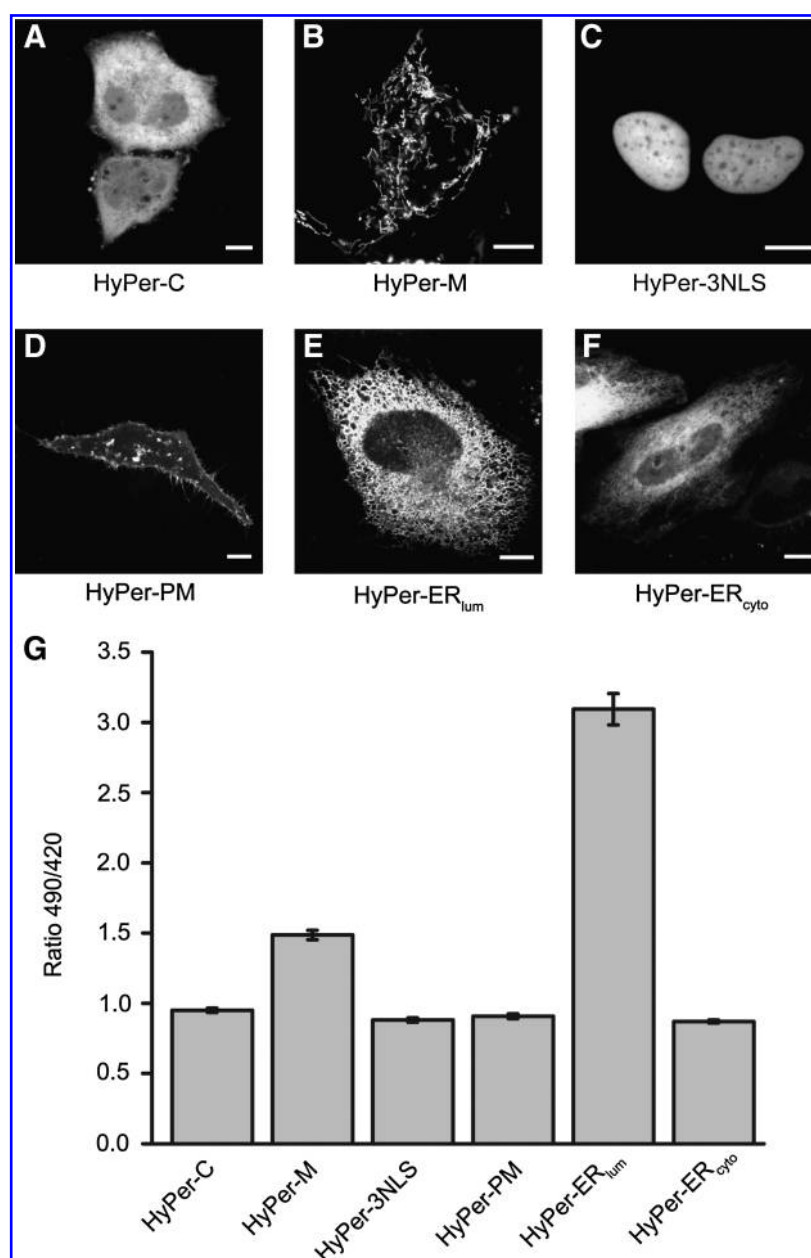 A
B
C
HyPer-C
HyPer-M
HyPer-3NLS
D
E
F
HyPer-PM
HyPer-ERlum
HyPer-ERcyto
G
3.5
3.0
2.5
2.0
1.5
1.0
0.5
0.0
Ratio 490/420
HyPer-C
HyPer-M
HyPer-3NLS
HyPer-PM
HyPer-ERlum
HyPer-ERcyto